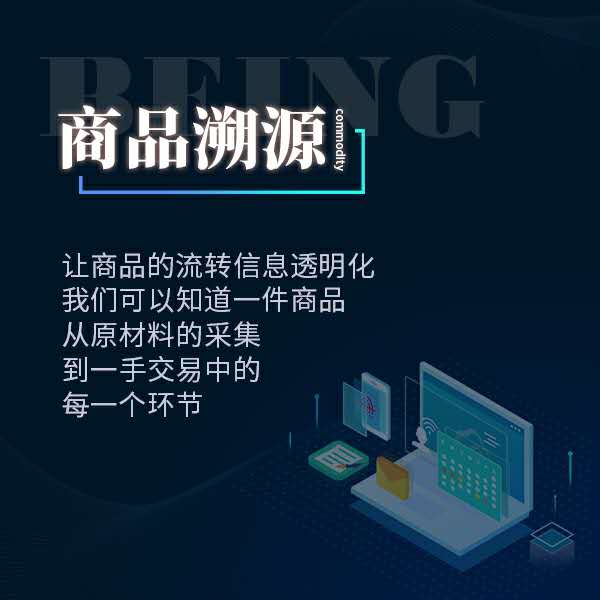 BEING
商品溯源
commodity
让商品的流转信息透明化
我们可以知道一件商品
从原材料的采集
到一手交易中的
每一个环节